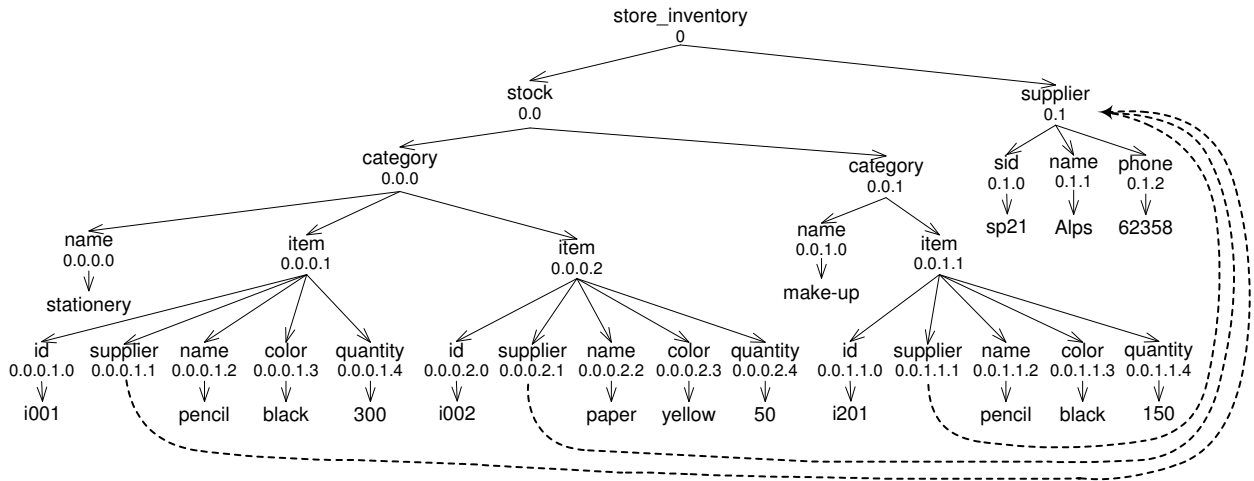 store_inventory
0
stock
0.0
supplier
0.1
category
0.0.0
category
0.0.1
sid name phone
0.1.0 0.1.1 0.1.2
sp21 Alps 62358
name
0.0.0.0
stationery
item
0.0.0.1
item
0.0.0.2
name
0.0.1.0
make-up
item
0.0.1.1
id supplier name color quantity
0.0.0.1.0 0.0.0.1.1 0.0.0.1.2 0.0.0.1.3 0.0.0.1.4
i001 pencil black 300
id supplier name color quantity
0.0.0.2.0 0.0.0.2.1 0.0.0.2.2 0.0.0.2.3 0.0.0.2.4
i002 paper yellow 50
id supplier name color quantity
0.0.1.1.0 0.0.1.1.1 0.0.1.1.2 0.0.1.1.3 0.0.1.1.4
i201 pencil black 150